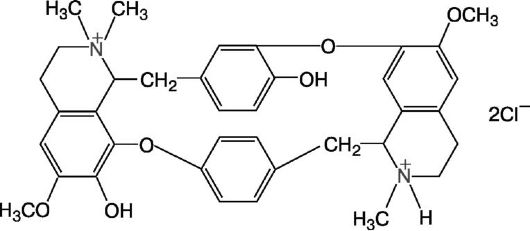 H₃C CH₃
N⁺
OCH₃
O
CH₂
OH
2Cl⁻
O
CH₂
N⁺
H₃CO
OH
H₃C H